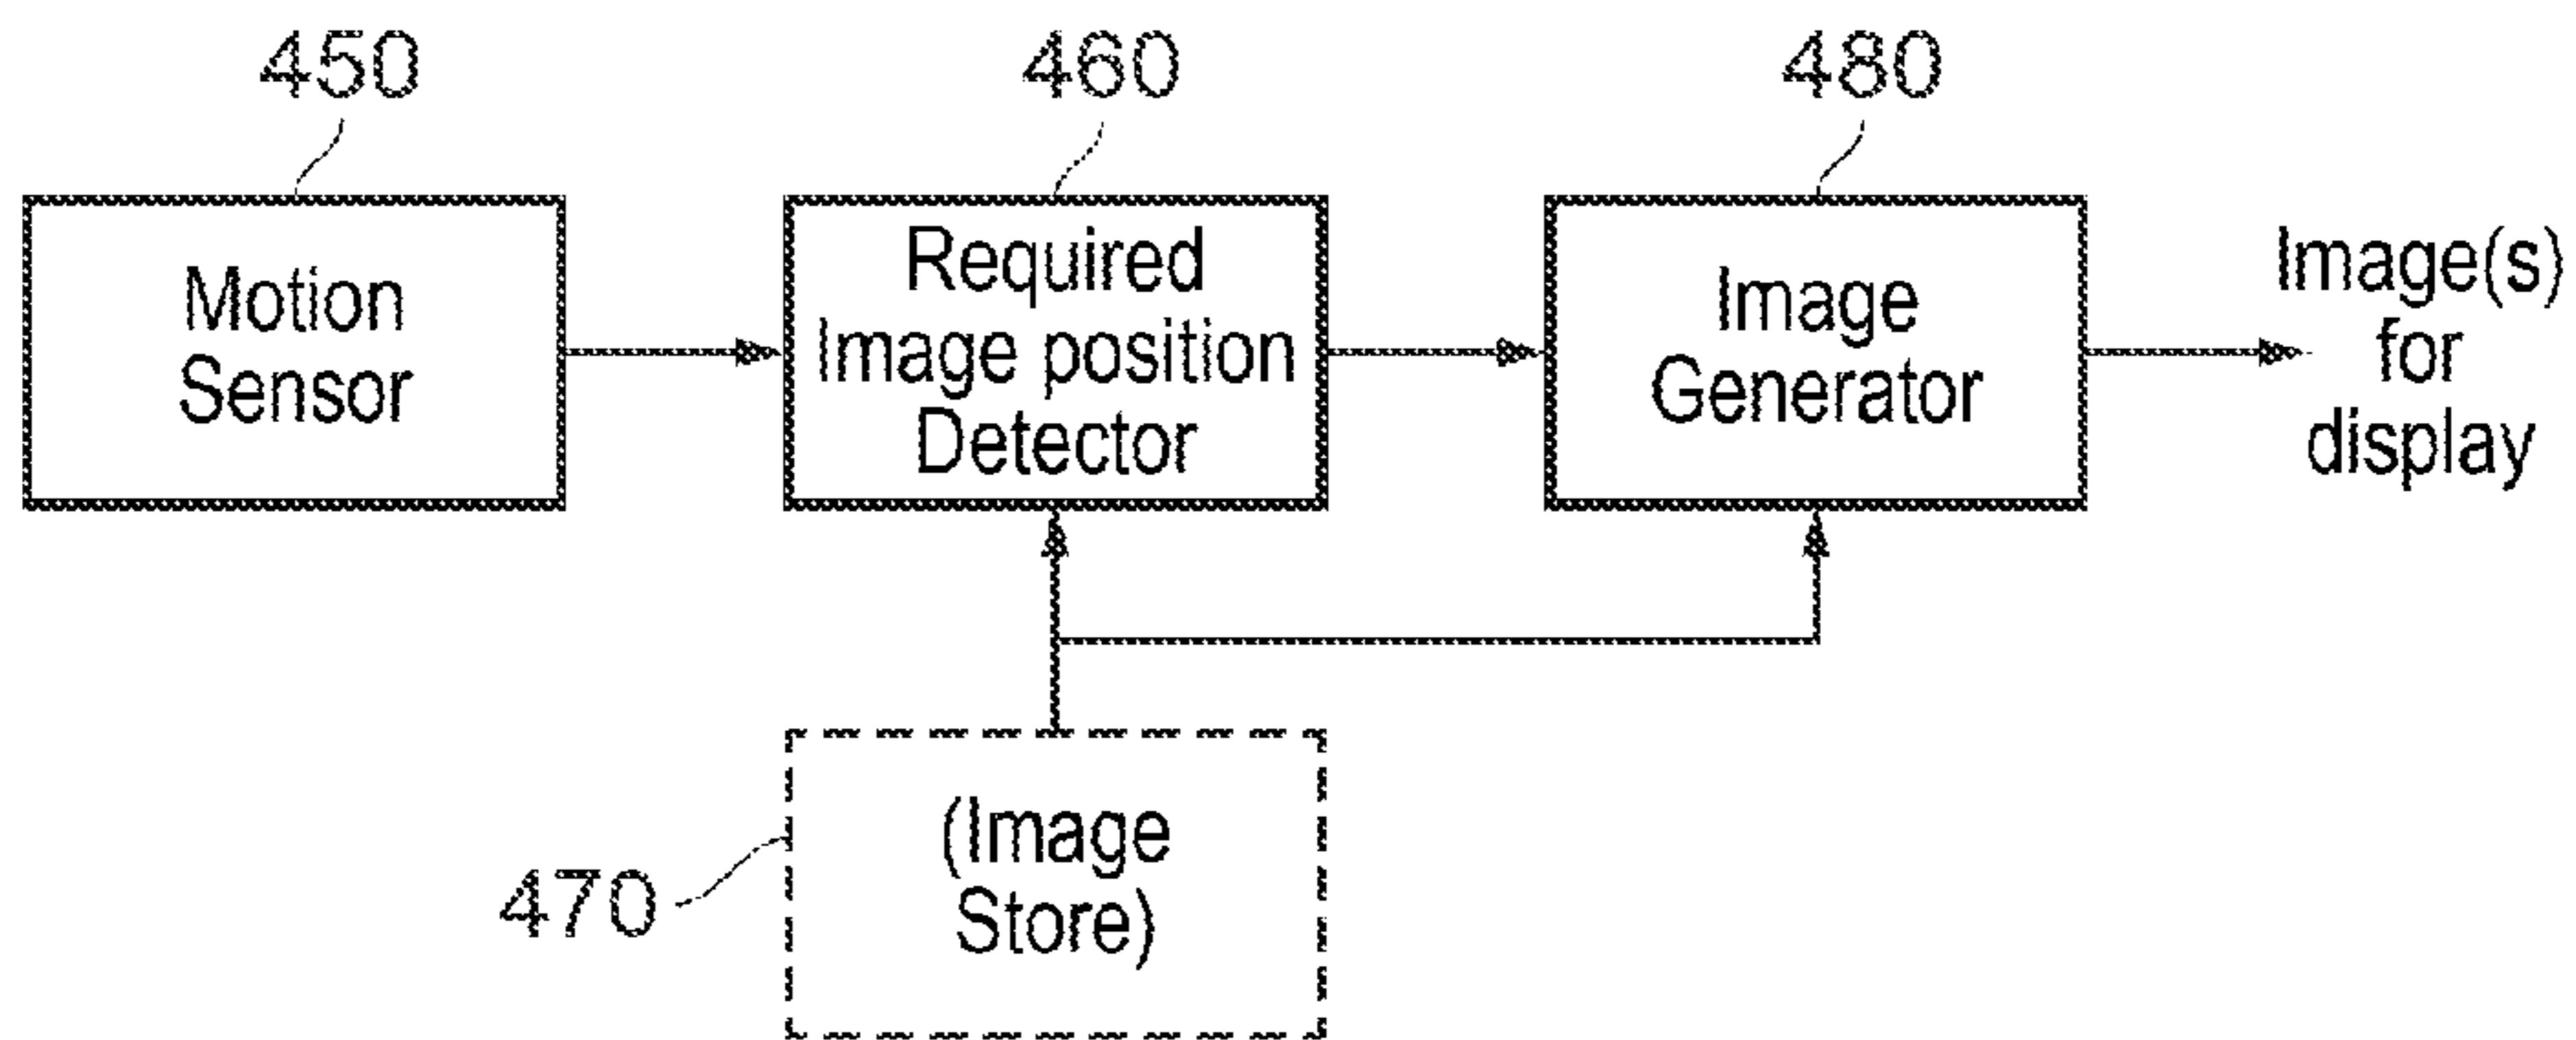 450
460
480
Motion
Sensor
Required
Image position
Detector
Image
Generator
Image(s)
for
display
470
(Image
Store)